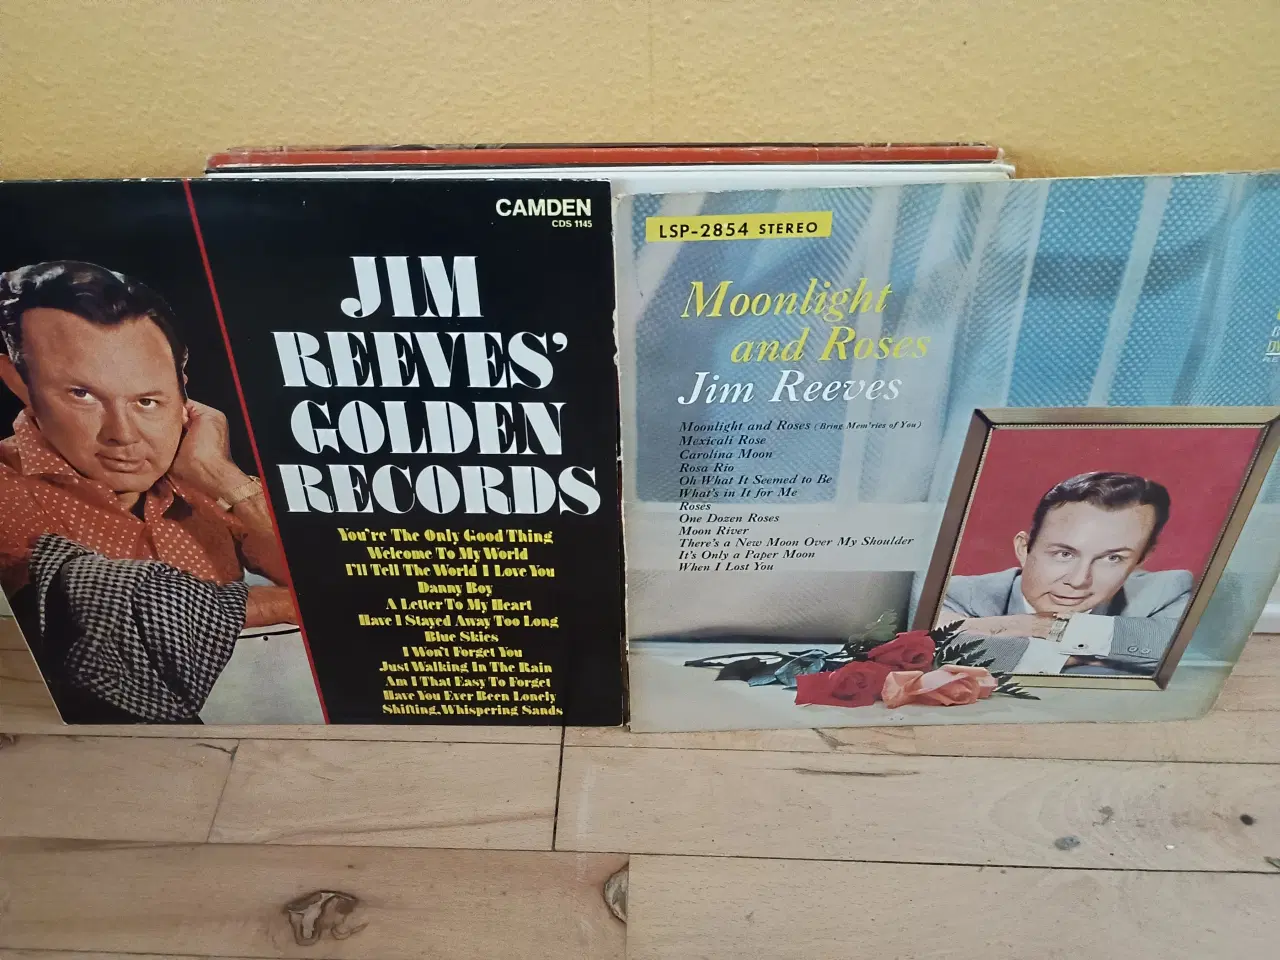 CAMDEN
CDS 1145
JIM
REEVES'
GOLDEN
RECORDS
You're The Only Good Thing
Welcome To My World
I'll Tell The World I Love You
Danny Boy
A Letter To My Heart
Have I Stayed Away Too Long
Blue Skies
I Won't Forget You
Just Walking In The Rain
Am I That Easy To Forget
Have You Ever Been Lonely
Shifting, Whispering Sands
LSP-2854 STEREO
Moonlight
and Roses
Jim Reeves
Moonlight and Roses (Bring Mem'ries of You)
Mexicali Rose
Carolina Moon
Rosa Rio
Oh What It Seemed to Be
What's in It for Me
Roses
One Dozen Roses
Moon River
There's a New Moon Over My Shoulder
It's Only a Paper Moon
When I Lost You